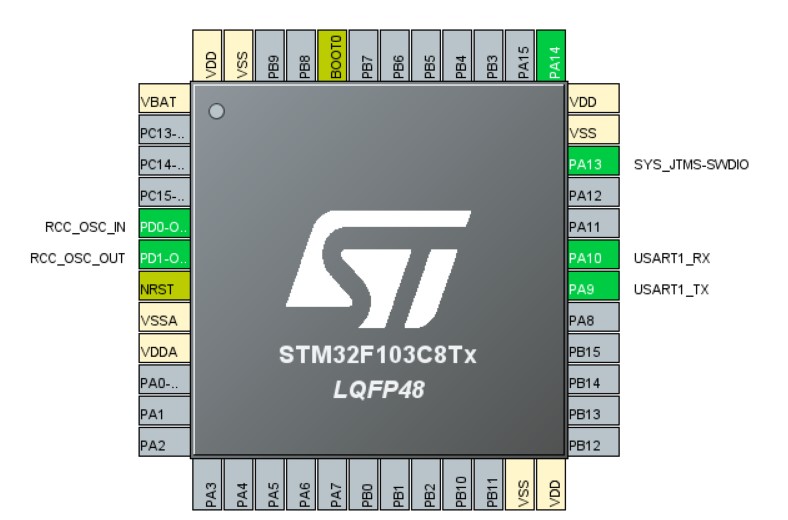 VDD VSS PB9 PB8 BOOT0 PB7 PB6 PB5 PB4 PB3 PA15 PA14
VBAT VDD
PC13-.. VSS
PC14-.. PA13 SYS_JTMS-SWDIO
PC15-.. PA12
RCC_OSC_IN PD0-O.. PA11
RCC_OSC_OUT PD1-O.. PA10 USART1_RX
NRST PA9 USART1_TX
VSSA PA8
VDDA PB15
PA0-.. PB14
PA1 PB13
PA2 PB12
ST
STM32F103C8Tx
LQFP48
PA3 PA4 PA5 PA6 PA7 PB0 PB1 PB2 PB10 PB11 VSS VDD